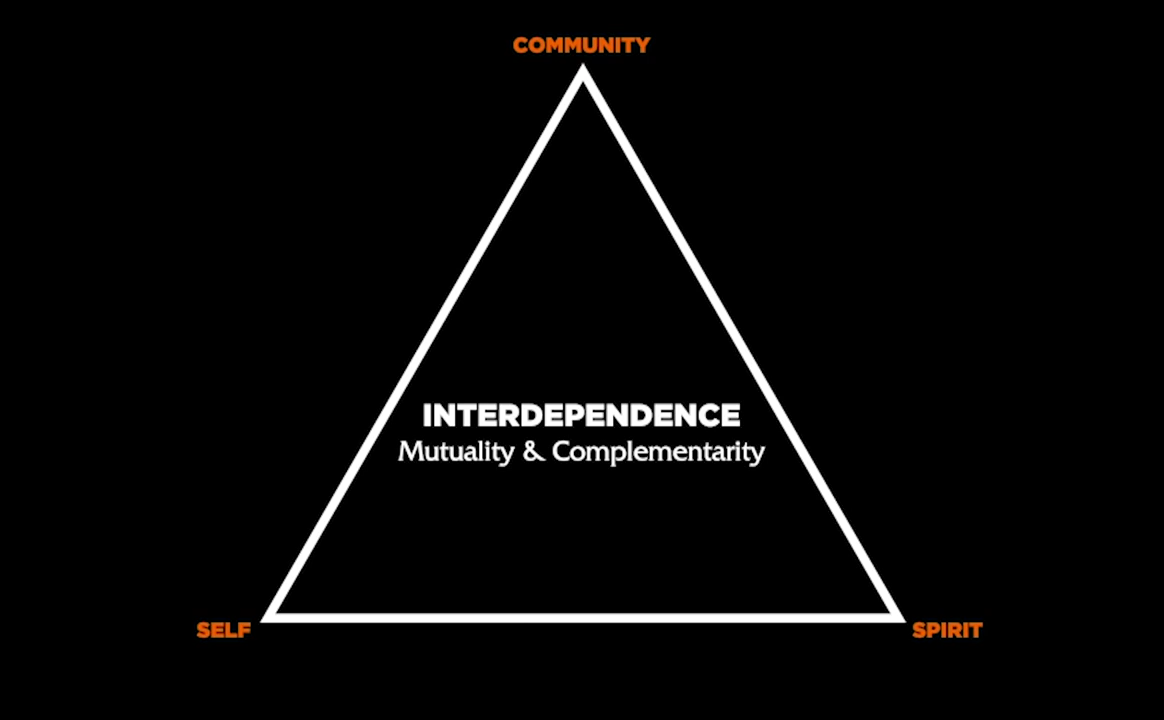 COMMUNITY
INTERDEPENDENCE
Mutuality & Complementarity
SELF
SPIRIT